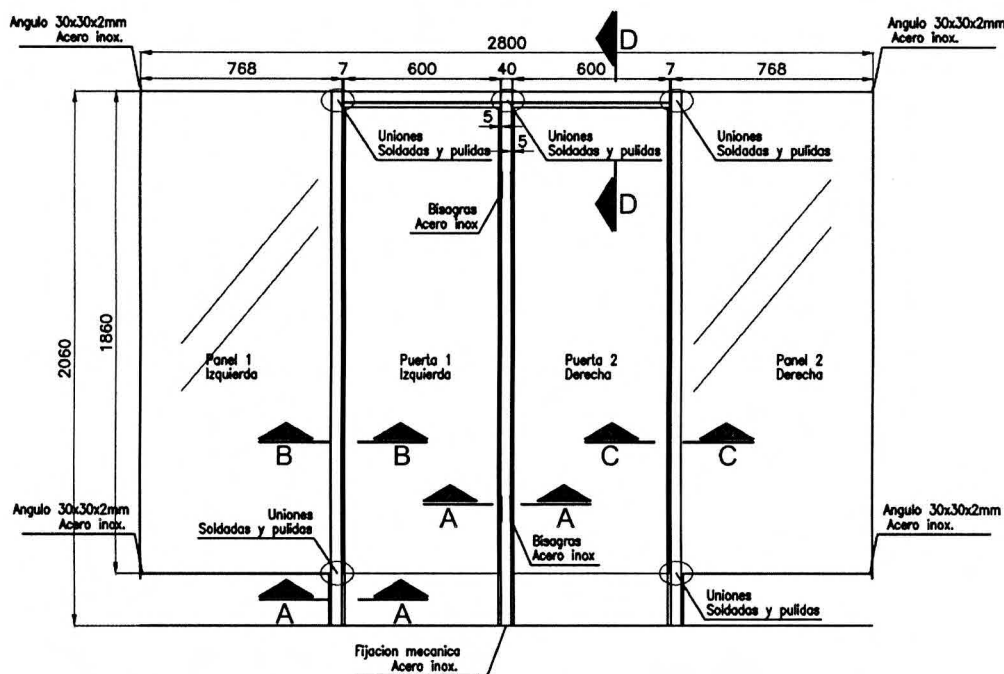 Angulo 30x30x2mm
Acero inox.
D
Angulo 30x30x2mm
Acero inox.
2800
768
7
600
40
600
7
768
5
Uniones
Soldadas y pulidas
Uniones
Soldadas y pulidas
Uniones
Soldadas y pulidas
5
D
Bisagras
Acero inox
2060
1860
Panel 1
Izquierda
Puerta 1
Izquierda
Puerta 2
Derecha
Panel 2
Derecha
B
B
C
C
A
A
Angulo 30x30x2mm
Acero inox.
Uniones
Soldadas y pulidas
Bisagras
Acero inox
Angulo 30x30x2mm
Acero inox.
A
A
Uniones
Soldadas y pulidas
Fijacion mecanica
Acero inox.